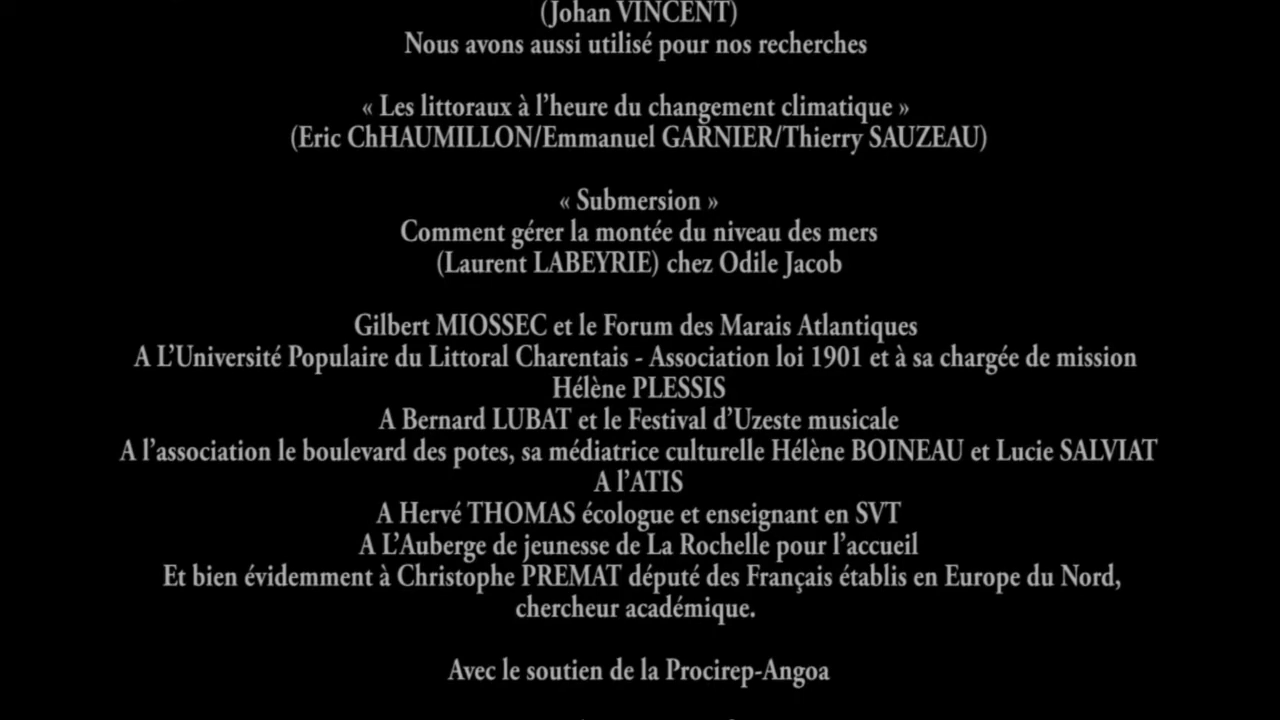 (Johan VINCENT)
Nous avons aussi utilisé pour nos recherches
« Les littoraux à l’heure du changement climatique »
(Eric ChHAUMILLON/Emmanuel GARNIER/Thierry SAUZEAU)
« Submersion »
Comment gérer la montée du niveau des mers
(Laurent LABEYRIE) chez Odile Jacob
Gilbert MIOSSEC et le Forum des Marais Atlantiques
A L’Université Populaire du Littoral Charentais - Association loi 1901 et à sa chargée de mission
Hélène PLESSIS
A Bernard LUBAT et le Festival d’Uzeste musicale
A l’association le boulevard des potes, sa médiatrice culturelle Hélène BOINEAU et Lucie SALVIAT
A l’ATIS
A Hervé THOMAS écologue et enseignant en SVT
A L’Auberge de jeunesse de La Rochelle pour l’accueil
Et bien évidemment à Christophe PREMAT député des Français établis en Europe du Nord,
chercheur académique.
Avec le soutien de la Procirep-Angoa